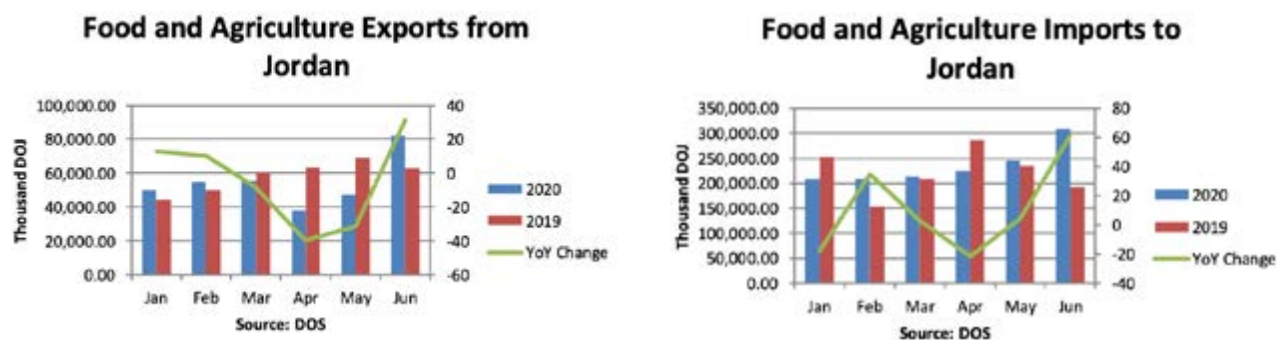 Food and Agriculture Exports from
Jordan
100,000.00
80,000.00
60,000.00
40,000.00
20,000.00
0.00
Thousand DOJ
40
20
0
-20
-40
-60
2020
2019
YoY Change
Jan Feb Mar Apr May Jun
Source: DOS
Food and Agriculture Imports to
Jordan
350,000.00
300,000.00
250,000.00
200,000.00
150,000.00
100,000.00
50,000.00
0.00
Thousand DOJ
80
60
40
20
0
-20
-40
2020
2019
YoY Change
Jan Feb Mar Apr May Jun
Source: DOS